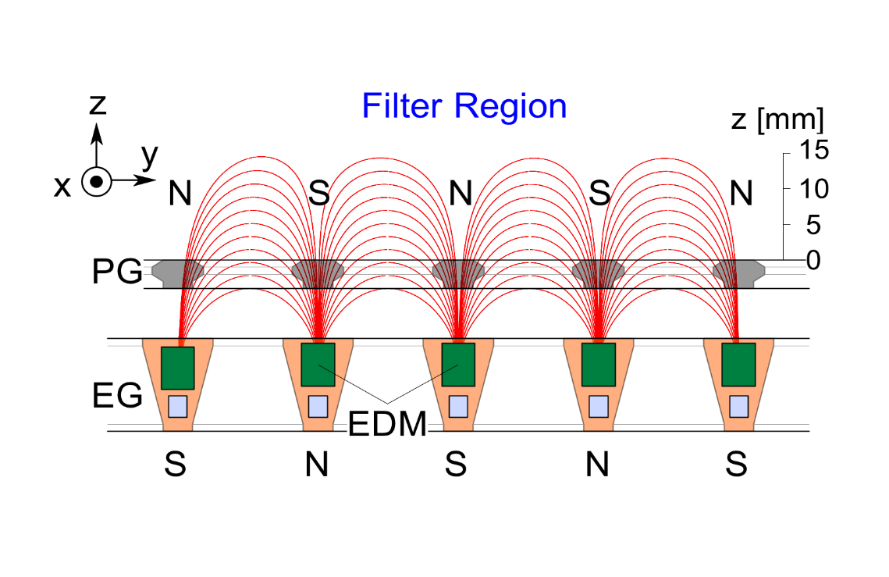 Filter Region
z
z [mm]
y
x
N S N S N
15
10
5
0
PG
EG
EDM
S N S N S